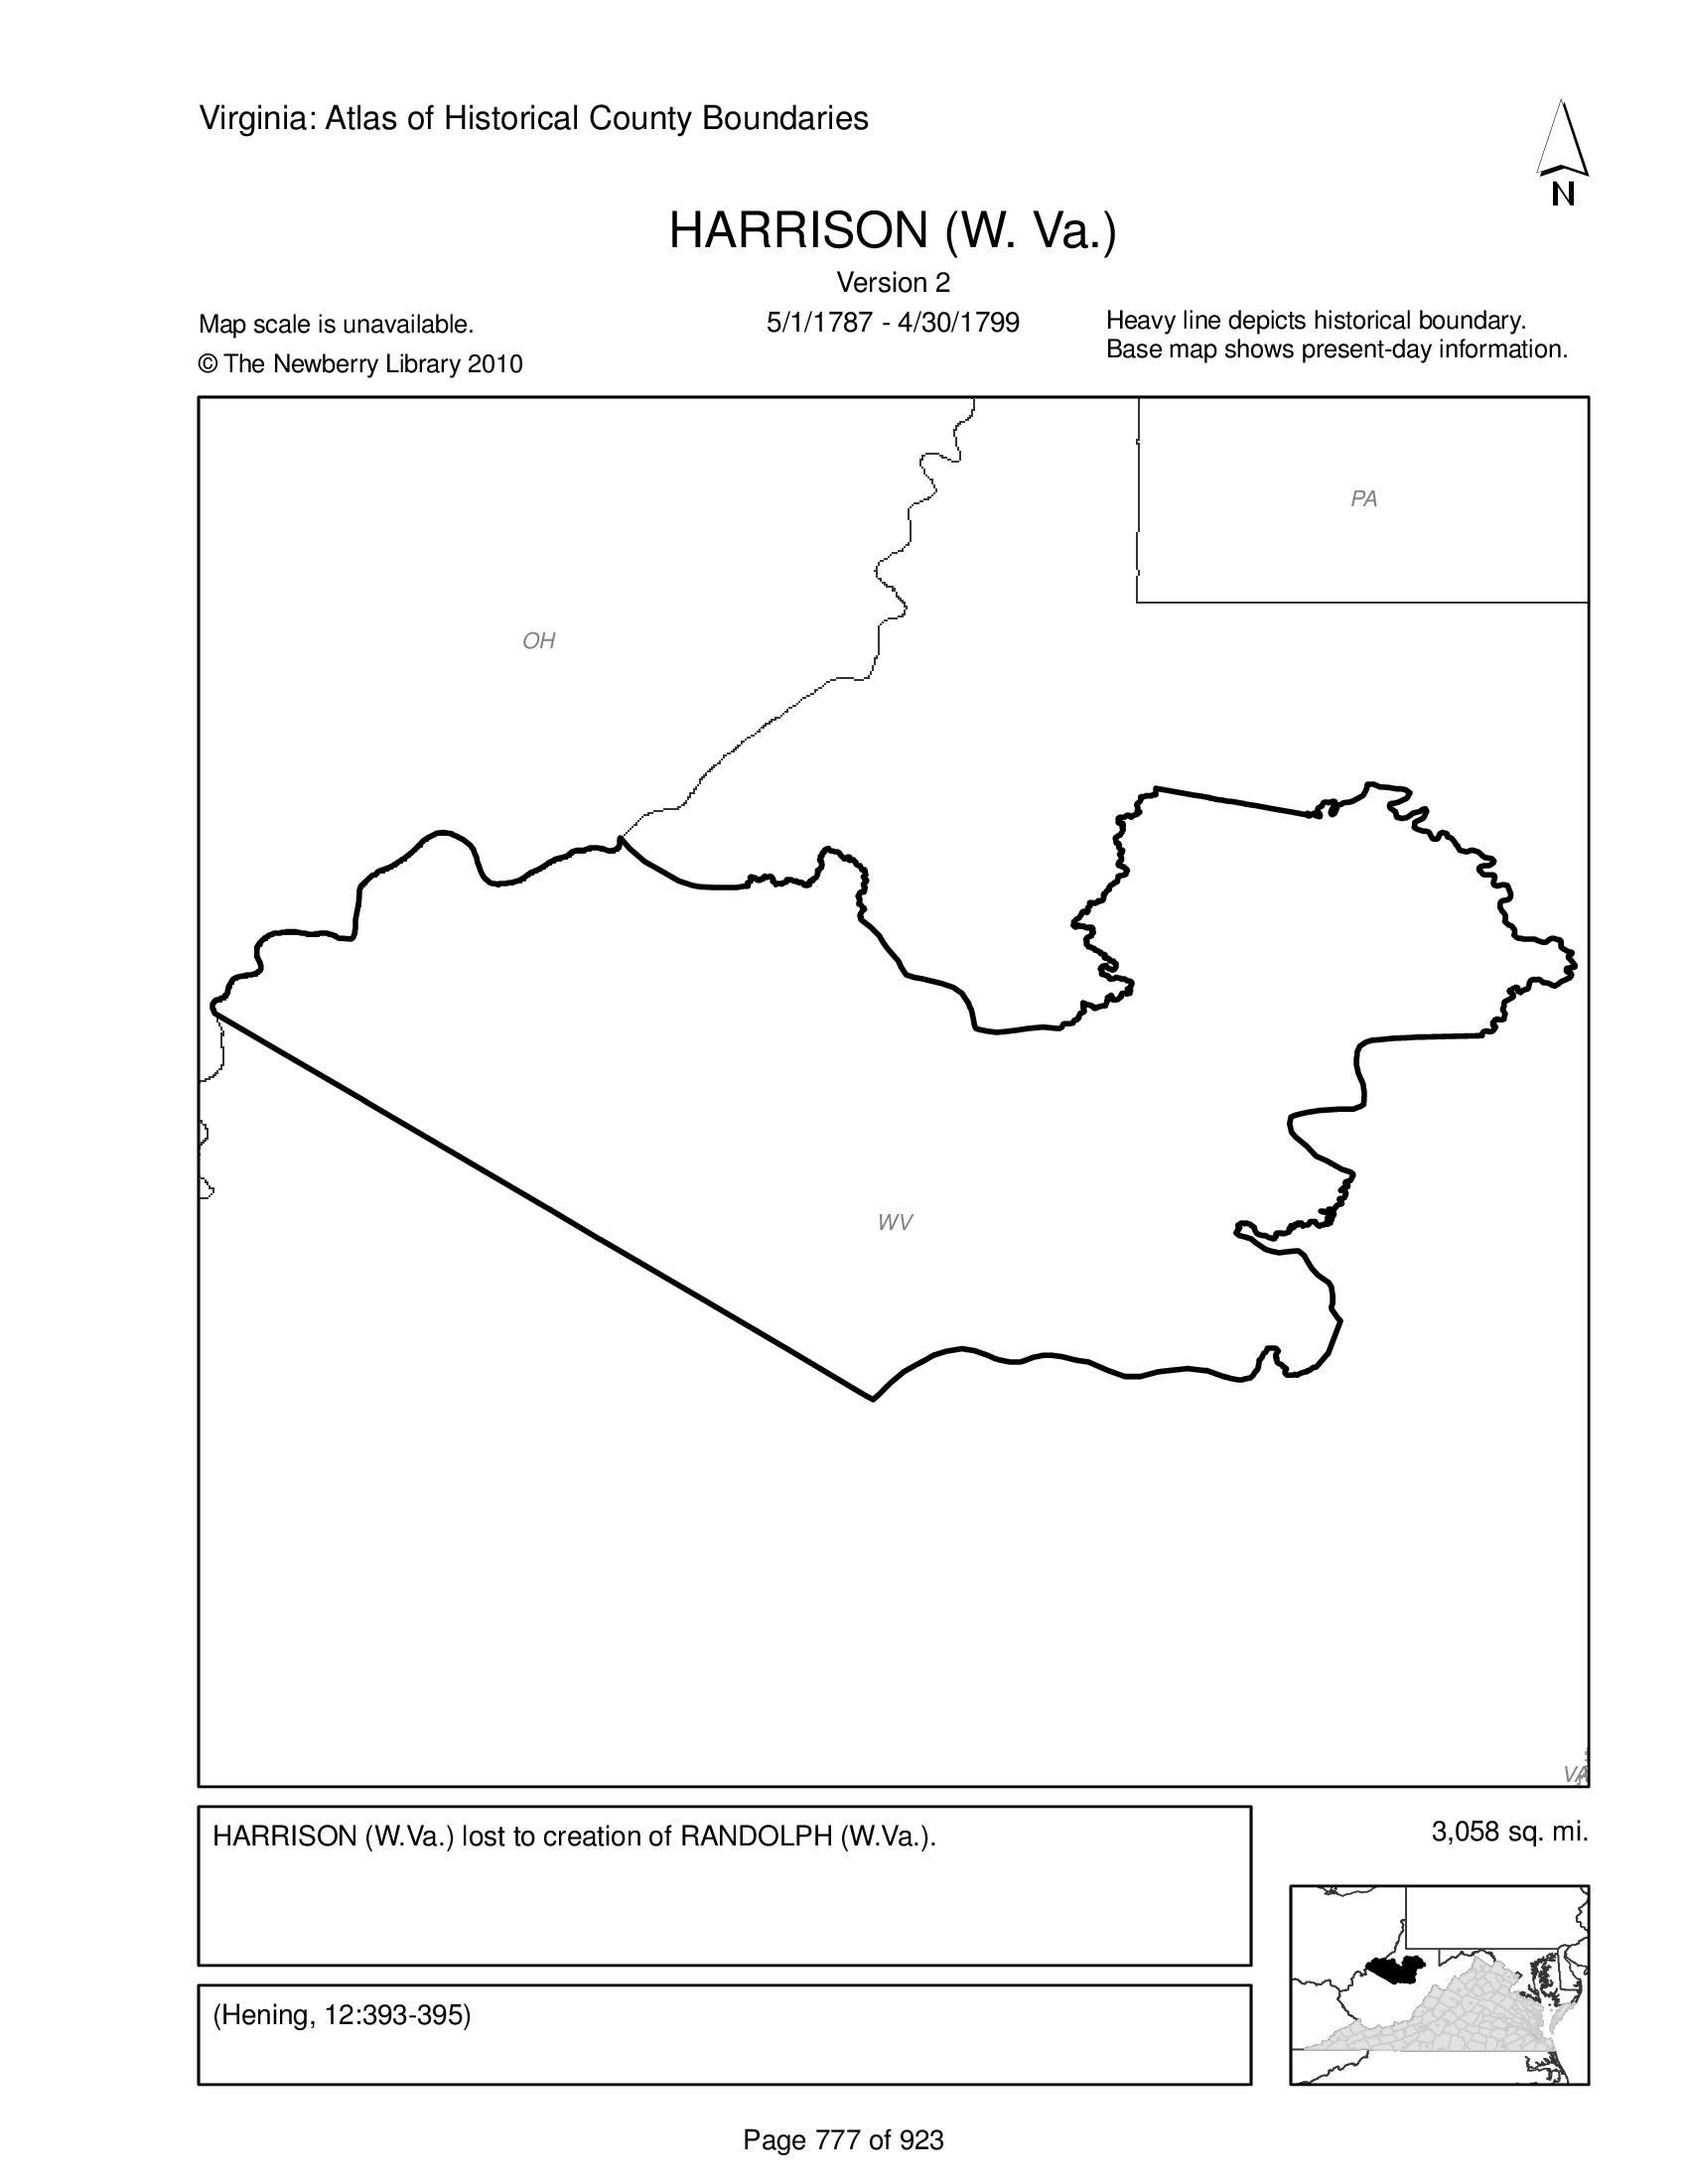 Virginia: Atlas of Historical County Boundaries
N
HARRISON (W. Va.)
Version 2
Map scale is unavailable.
5/1/1787 - 4/30/1799
Heavy line depicts historical boundary.
© The Newberry Library 2010
Base map shows present-day information.
PA
OH
WV
VA
HARRISON (W.Va.) lost to creation of RANDOLPH (W.Va.).
3,058 sq. mi.
(Hening, 12:393-395)
Page 777 of 923